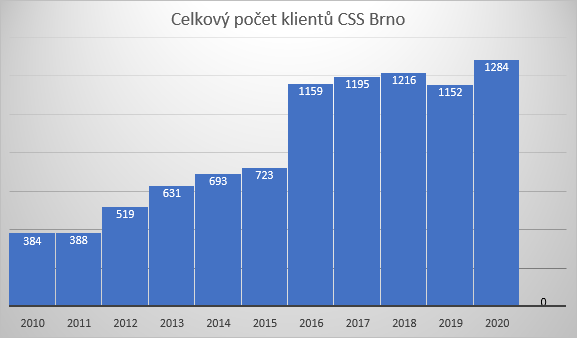 Celkový počet klientů CSS Brno
384 388 519 631 693 723 1159 1195 1216 1152 1284 0
2010 2011 2012 2013 2014 2015 2016 2017 2018 2019 2020